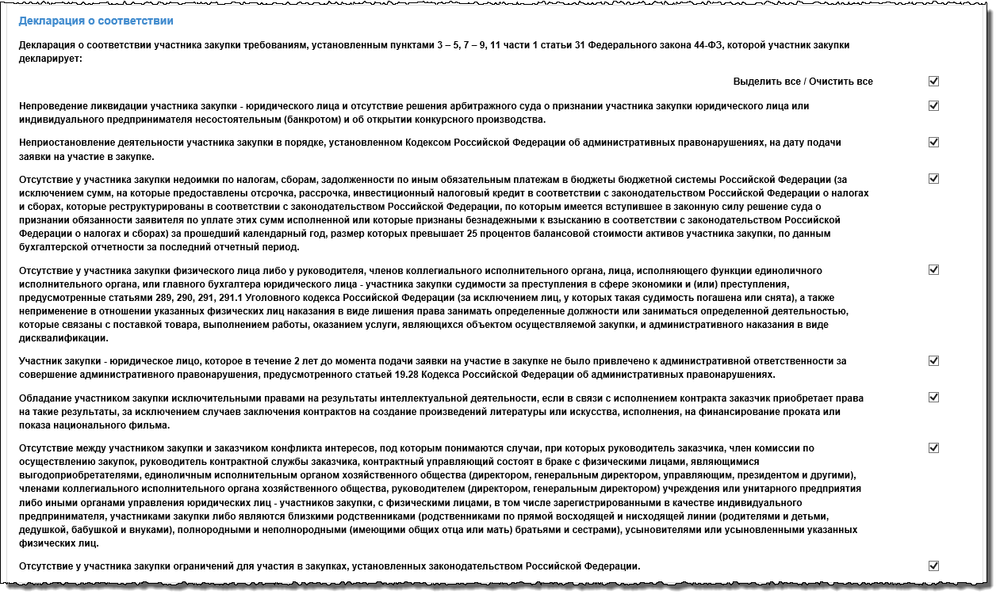 Декларация о соответствии
Декларация о соответствии участника закупки требованиям, установленным пунктами 3 – 5, 7 – 9, 11 части 1 статьи 31 Федерального закона 44-ФЗ, которой участник закупки
декларирует:
Выделить все / Очистить все
Непроведение ликвидации участника закупки - юридического лица и отсутствие решения арбитражного суда о признании участника закупки юридического лица или
индивидуального предпринимателя несостоятельным (банкротом) и об открытии конкурсного производства.
Неприостановление деятельности участника закупки в порядке, установленном Кодексом Российской Федерации об административных правонарушениях, на дату подачи
заявки на участие в закупке.
Отсутствие у участника закупки недоимки по налогам, сборам, задолженности по иным обязательным платежам в бюджеты бюджетной системы Российской Федерации (за
исключением сумм, на которые предоставлены отсрочка, рассрочка, инвестиционный налоговый кредит в соответствии с законодательством Российской Федерации о налогах
и сборах, которые реструктурированы в соответствии с законодательством Российской Федерации, по которым имеется вступившее в законную силу решение суда о
признании обязанности заявителя по уплате этих сумм исполненной или которые признаны безнадежными к взысканию в соответствии с законодательством Российской
Федерации о налогах и сборах) за прошедший календарный год, размер которых превышает 25 процентов балансовой стоимости активов участника закупки, по данным
бухгалтерской отчетности за последний отчетный период.
Отсутствие у участника закупки физического лица либо у руководителя, членов коллегиального исполнительного органа, лица, исполняющего функции единоличного
исполнительного органа, или главного бухгалтера юридического лица - участника закупки судимости за преступления в сфере экономики и (или) преступления,
предусмотренные статьями 289, 290, 291, 291.1 Уголовного кодекса Российской Федерации (за исключением лиц, у которых такая судимость погашена или снята), а также
неприменение в отношении указанных физических лиц наказания в виде лишения права занимать определенные должности или заниматься определенной деятельностью,
которые связаны с поставкой товара, выполнением работы, оказанием услуги, являющихся объектом осуществляемой закупки, и административного наказания в виде
дисквалификации.
Участник закупки - юридическое лицо, которое в течение 2 лет до момента подачи заявки на участие в закупке не было привлечено к административной ответственности за
совершение административного правонарушения, предусмотренного статьей 19.28 Кодекса Российской Федерации об административных правонарушениях.
Обладание участником закупки исключительными правами на результаты интеллектуальной деятельности, если в связи с исполнением контракта заказчик приобретает права
на такие результаты, за исключением случаев заключения контрактов на создание произведений литературы или искусства, исполнения, на финансирование проката или
показа национального фильма.
Отсутствие между участником закупки и заказчиком конфликта интересов, под которым понимаются случаи, при которых руководитель заказчика, член комиссии по
осуществлению закупок, руководитель контрактной службы заказчика, контрактный управляющий состоят в браке с физическими лицами, являющимися
выгодоприобретателями, единоличным исполнительным органом хозяйственного общества (директором, генеральным директором, управляющим, президентом и другими),
членами коллегиального исполнительного органа хозяйственного общества, руководителем (директором, генеральным директором) учреждения или унитарного предприятия
либо иными органами управления юридических лиц - участников закупки, с физическими лицами, в том числе зарегистрированными в качестве индивидуального
предпринимателя, участниками закупки либо являются близкими родственниками (родственниками по прямой восходящей и нисходящей линии (родителями и детьми,
дедушкой, бабушкой и внуками), полнородными и неполнородными (имеющими общих отца или мать) братьями и сестрами), усыновителями или усыновленными указанных
физических лиц.
Отсутствие у участника закупки ограничений для участия в закупках, установленных законодательством Российской Федерации.